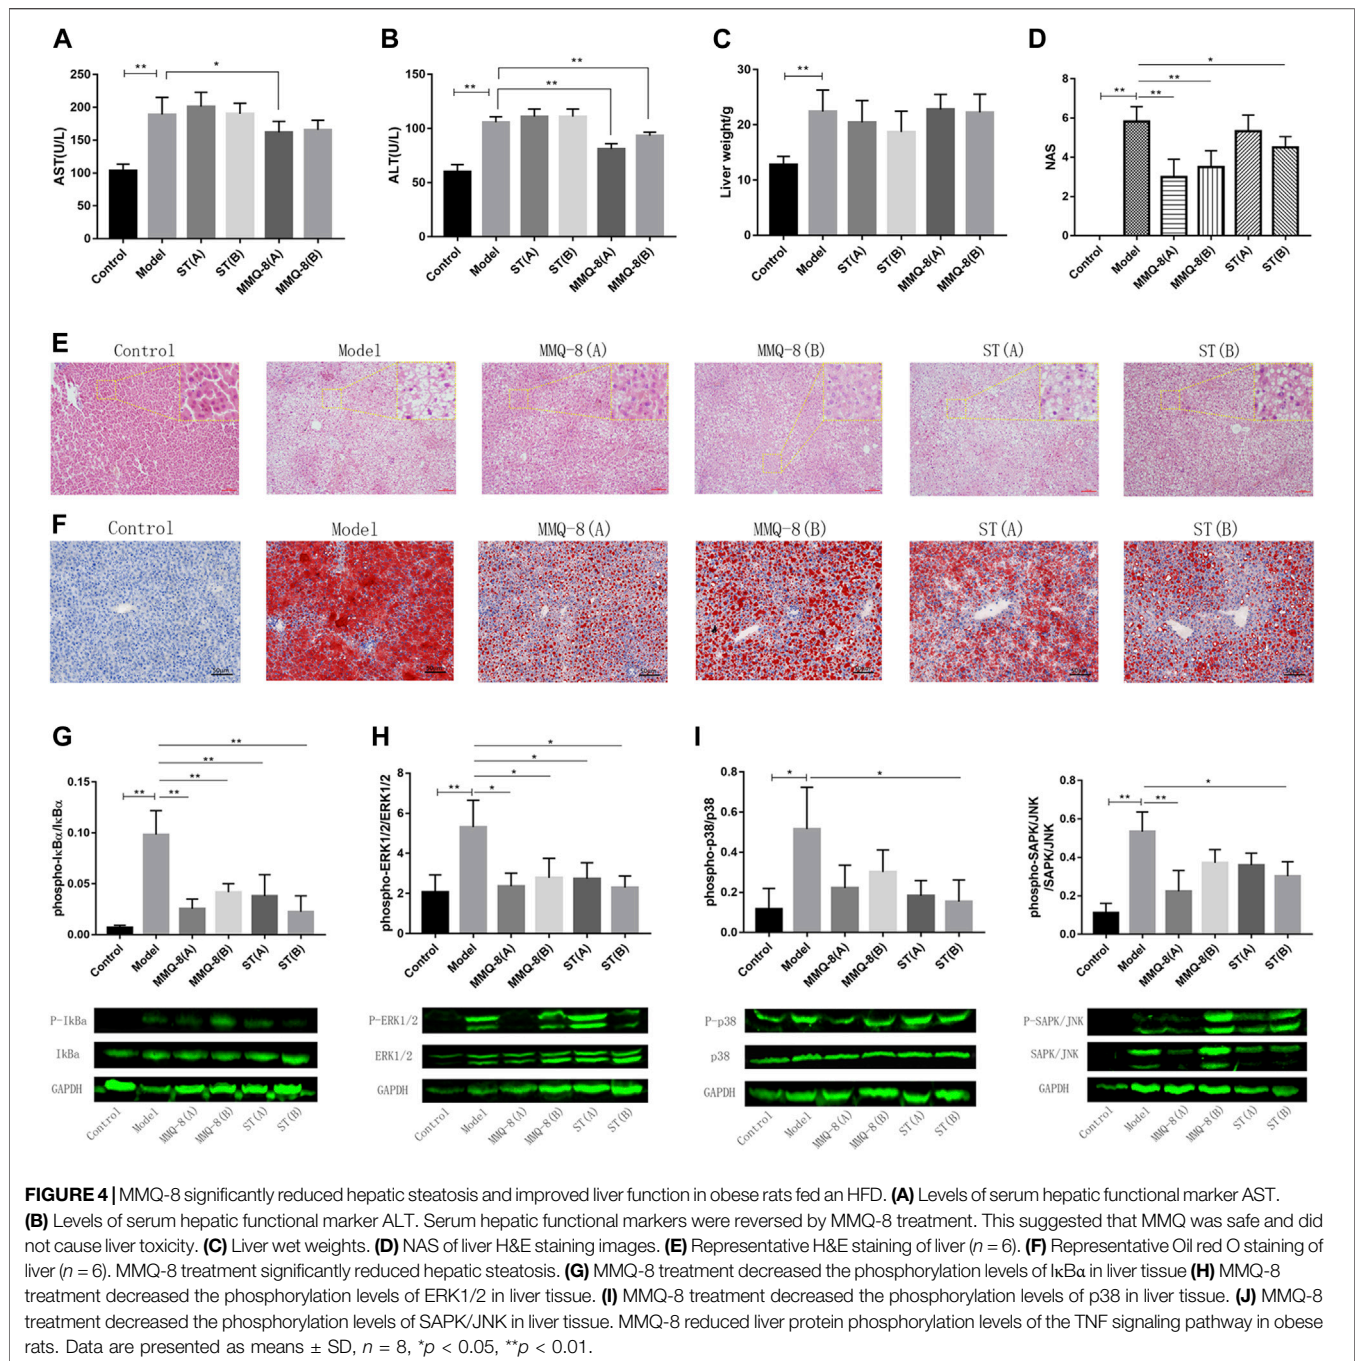 A
B
C
D
AST(U/L)
250
200
150
100
50
0
** *
Control
Model
ST(A)
ST(B)
MMQ-8(A)
MMQ-8(B)
ALT(U/L)
150
100
50
0
** ** **
Control
Model
ST(A)
ST(B)
MMQ-8(A)
MMQ-8(B)
Liver weight/g
30
20
10
0
**
Control
Model
ST(A)
ST(B)
MMQ-8(A)
MMQ-8(B)
NAS
8
6
4
2
0
** ** ** *
Control
Model
MMQ-8(A)
MMQ-8(B)
ST(A)
ST(B)
E
Control Model MMQ-8(A) MMQ-8(B) ST(A) ST(B)
F
Control Model MMQ-8(A) MMQ-8(B) ST(A) ST(B)
G
phospho-IκBα/IκBα
0.15
0.10
0.05
0.00
** ** ** ** **
Control
Model
MMQ-8(A)
MMQ-8(B)
ST(A)
ST(B)
P-IkBa
IkBa
GAPDH
Control
Model
MMQ-8(A)
MMQ-8(B)
ST(A)
ST(B)
H
phospho-ERK1/2/ERK1/2
8
6
4
2
0
** * * * *
Control
Model
MMQ-8(A)
MMQ-8(B)
ST(A)
ST(B)
P-ERK1/2
ERK1/2
GAPDH
Control
Model
MMQ-8(A)
MMQ-8(B)
ST(A)
ST(B)
I
phospho-p38/p38
0.8
0.6
0.4
0.2
0.0
* *
Control
Model
MMQ-8(A)
MMQ-8(B)
ST(A)
ST(B)
P-p38
p38
GAPDH
Control
Model
MMQ-8(A)
MMQ-8(B)
ST(A)
ST(B)
phospho-SAPK/JNK
/SAPK/JNK
0.8
0.6
0.4
0.2
0.0
** ** *
Control
Model
MMQ-8(A)
MMQ-8(B)
ST(A)
ST(B)
P-SAPK/JNK
SAPK/JNK
GAPDH
Control
Model
MMQ-8(A)
MMQ-8(B)
ST(A)
ST(B)
FIGURE 4 | MMQ-8 significantly reduced hepatic steatosis and improved liver function in obese rats fed an HFD. (A) Levels of serum hepatic functional marker AST.
(B) Levels of serum hepatic functional marker ALT. Serum hepatic functional markers were reversed by MMQ-8 treatment. This suggested that MMQ was safe and did
not cause liver toxicity. (C) Liver wet weights. (D) NAS of liver H&E staining images. (E) Representative H&E staining of liver (n = 6). (F) Representative Oil red O staining of
liver (n = 6). MMQ-8 treatment significantly reduced hepatic steatosis. (G) MMQ-8 treatment decreased the phosphorylation levels of IκBα in liver tissue (H) MMQ-8
treatment decreased the phosphorylation levels of ERK1/2 in liver tissue. (I) MMQ-8 treatment decreased the phosphorylation levels of p38 in liver tissue. (J) MMQ-8
treatment decreased the phosphorylation levels of SAPK/JNK in liver tissue. MMQ-8 reduced liver protein phosphorylation levels of the TNF signaling pathway in obese
rats. Data are presented as means ± SD, n = 8, *p < 0.05, **p < 0.01.